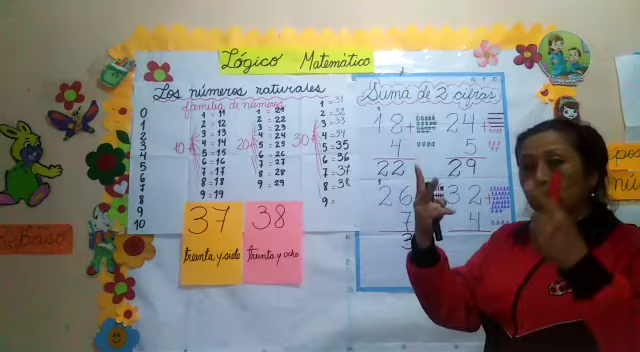 Lógico Matemático
Los números naturales
familia de números
0
1
2
3
4
5
6
7
8
9
10
10
1 = 11
2 = 12
3 = 13
4 = 14
5 = 15
6 = 16
7 = 17
8 = 18
9 = 19
20
1 = 21
2 = 22
3 = 23
4 = 24
5 = 25
6 = 26
7 = 27
8 = 28
9 = 29
30
1 = 31
2 = 32
3 = 33
4 = 34
5 = 35
6 = 36
7 = 37
8 = 38
9 =
37
treinta y siete
38
treinta y ocho
Suma de 2 cifras
18 +
4
22
24 +
5
29
26
7
3
32
4